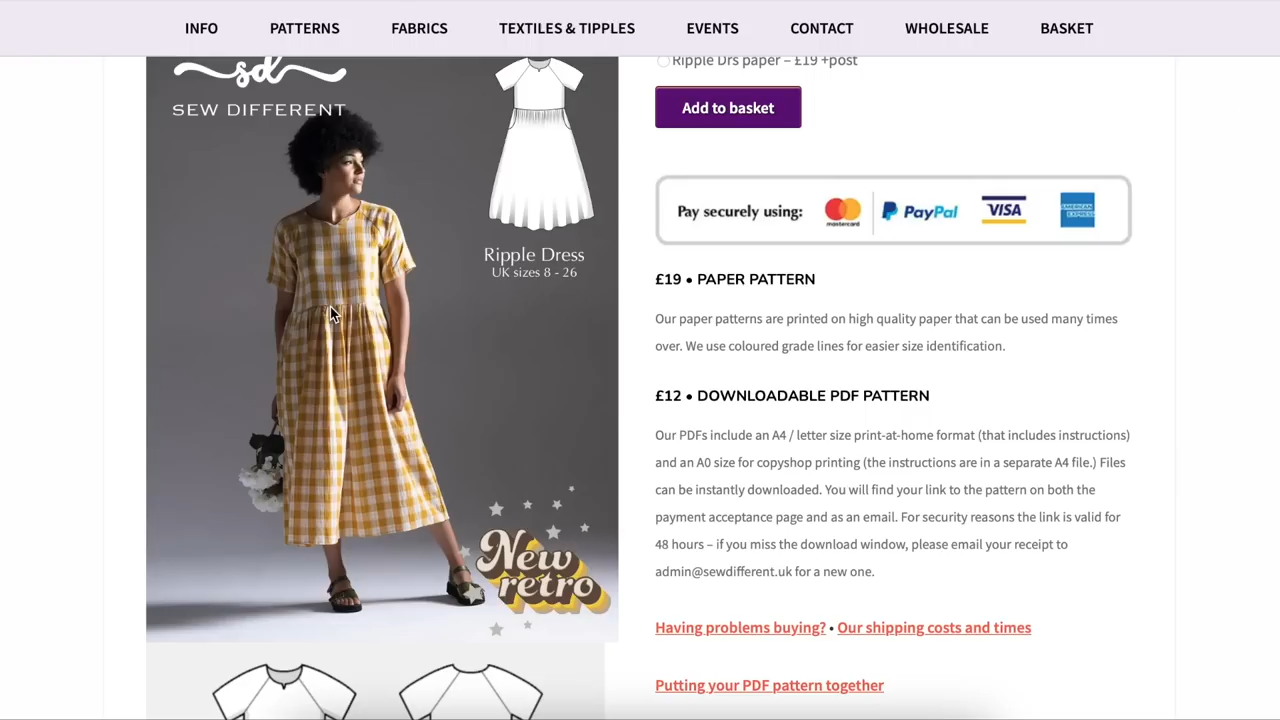 INFO PATTERNS FABRICS TEXTILES & TIPPLES EVENTS CONTACT WHOLESALE BASKET
sd
SEW DIFFERENT
Ripple Dress
UK sizes 8 - 26
New
retro
Ripple Drs paper – £19 +post
Add to basket
Pay securely using: mastercard PayPal VISA AMERICAN EXPRESS
£19 • PAPER PATTERN
Our paper patterns are printed on high quality paper that can be used many times
over. We use coloured grade lines for easier size identification.
£12 • DOWNLOADABLE PDF PATTERN
Our PDFs include an A4 / letter size print-at-home format (that includes instructions)
and an A0 size for copyshop printing (the instructions are in a separate A4 file.) Files
can be instantly downloaded. You will find your link to the pattern on both the
payment acceptance page and as an email. For security reasons the link is valid for
48 hours – if you miss the download window, please email your receipt to
admin@sewdifferent.uk for a new one.
Having problems buying? • Our shipping costs and times
Putting your PDF pattern together